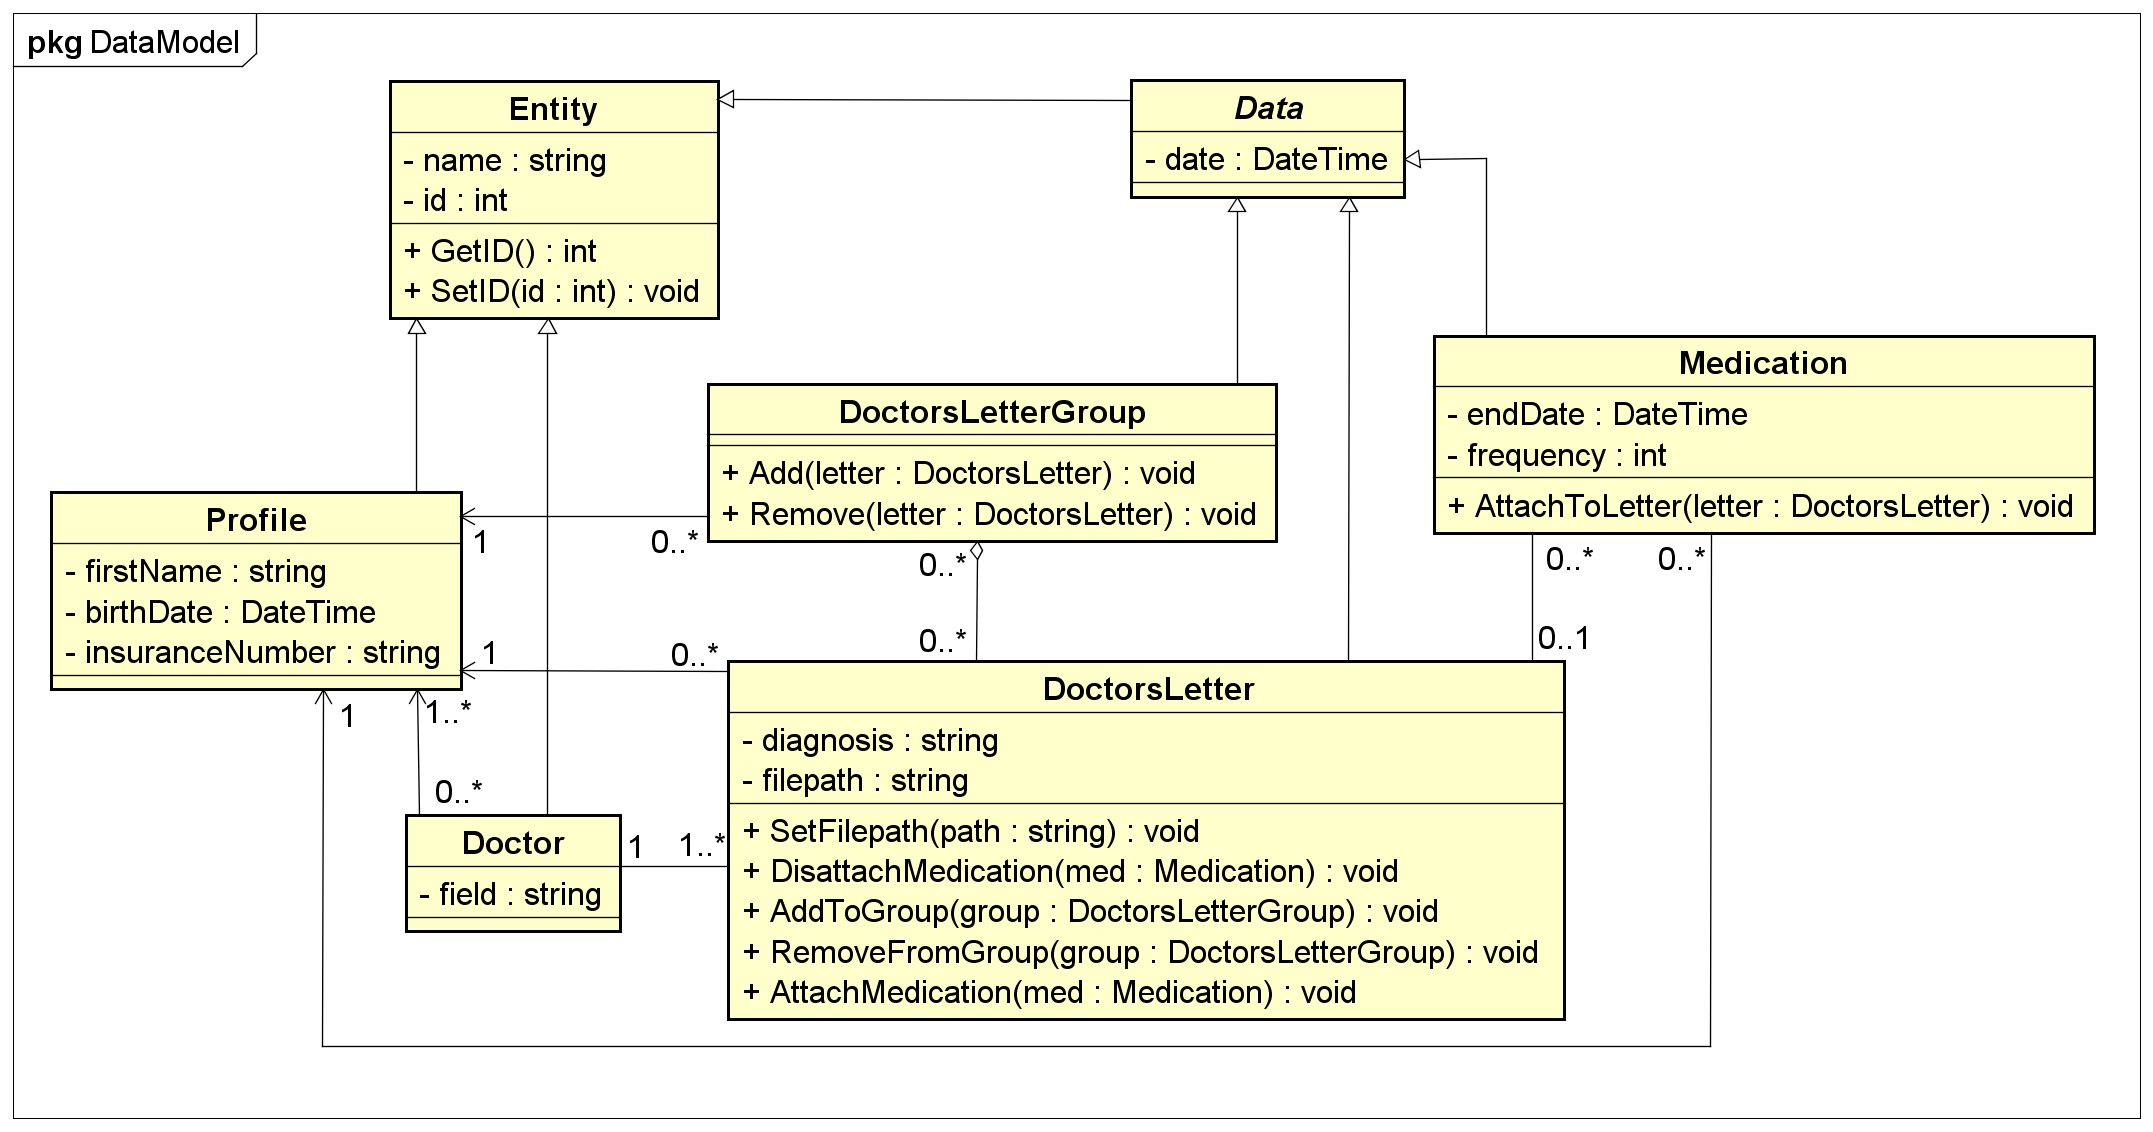 pkg DataModel
Entity
- name : string
- id : int
+ GetID() : int
+ SetID(id : int) : void
Data
- date : DateTime
Medication
- endDate : DateTime
- frequency : int
+ AttachToLetter(letter : DoctorsLetter) : void
DoctorsLetterGroup
+ Add(letter : DoctorsLetter) : void
+ Remove(letter : DoctorsLetter) : void
Profile
- firstName : string
- birthDate : DateTime
- insuranceNumber : string
1
0..*
0..*
0..*
0..*
0..*
0..1
1
0..*
1
1..*
0..*
Doctor
- field : string
1
1..*
DoctorsLetter
- diagnosis : string
- filepath : string
+ SetFilepath(path : string) : void
+ DisattachMedication(med : Medication) : void
+ AddToGroup(group : DoctorsLetterGroup) : void
+ RemoveFromGroup(group : DoctorsLetterGroup) : void
+ AttachMedication(med : Medication) : void